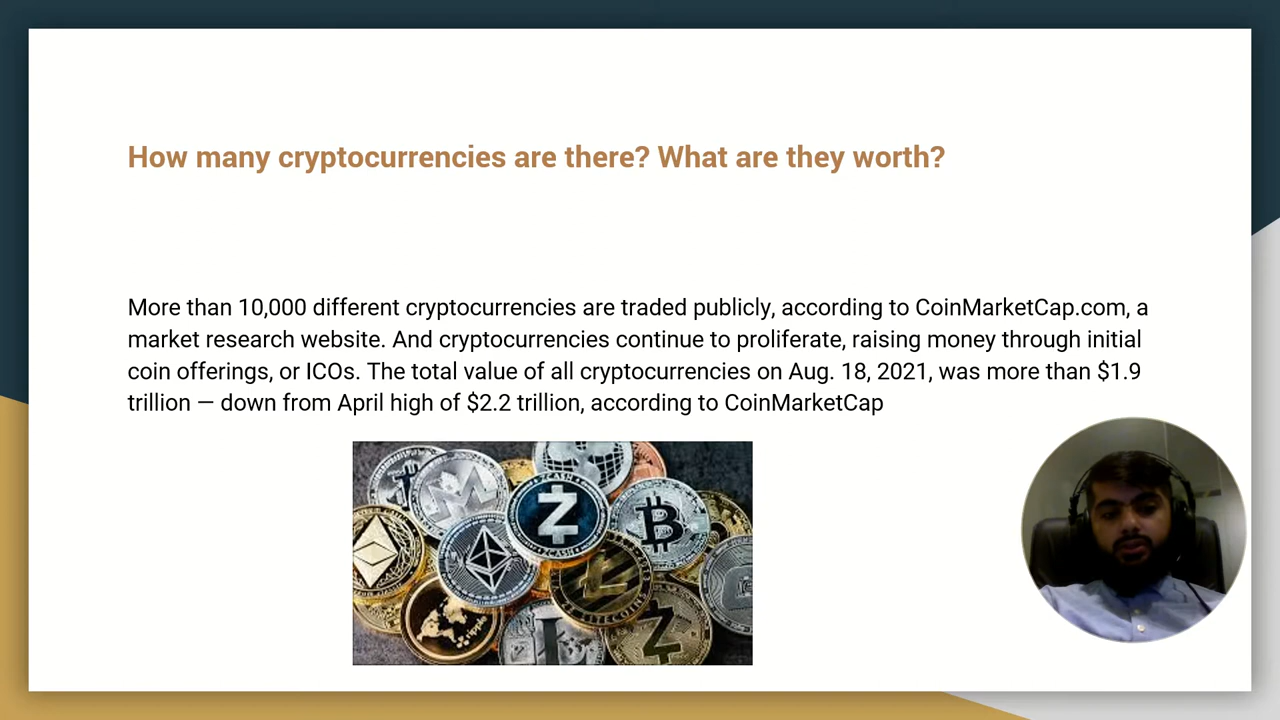 How many cryptocurrencies are there? What are they worth?
More than 10,000 different cryptocurrencies are traded publicly, according to CoinMarketCap.com, a
market research website. And cryptocurrencies continue to proliferate, raising money through initial
coin offerings, or ICOs. The total value of all cryptocurrencies on Aug. 18, 2021, was more than $1.9
trillion — down from April high of $2.2 trillion, according to CoinMarketCap
ZCASH
ripple